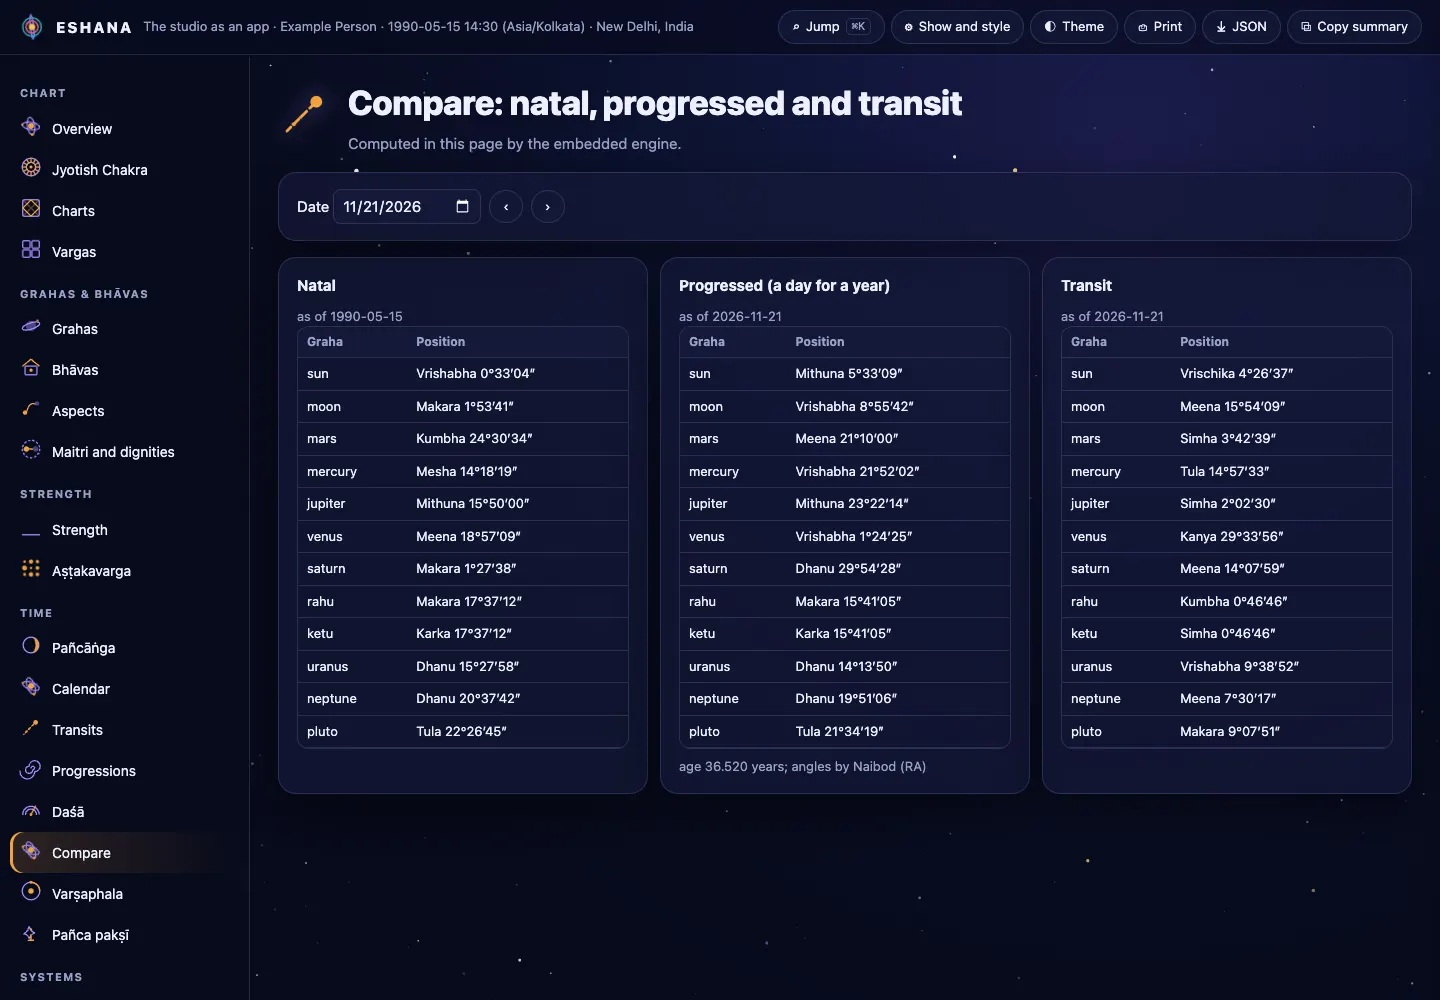 ESHANA
The studio as an app · Example Person · 1990-05-15 14:30 (Asia/Kolkata) · New Delhi, India
Jump ⌘K
Show and style
Theme
Print
JSON
Copy summary
CHART
Overview
Jyotish Chakra
Charts
Vargas
GRAHAS & BHĀVAS
Grahas
Bhāvas
Aspects
Maitri and dignities
STRENGTH
Strength
Aṣṭakavarga
TIME
Pañcāṅga
Calendar
Transits
Progressions
Daśā
Compare
Varṣaphala
Pañca pakṣī
SYSTEMS
Compare: natal, progressed and transit
Computed in this page by the embedded engine.
Date 11/21/2026 ‹ ›
Natal
as of 1990-05-15
Graha Position
sun Vrishabha 0°33′04″
moon Makara 1°53′41″
mars Kumbha 24°30′34″
mercury Mesha 14°18′19″
jupiter Mithuna 15°50′00″
venus Meena 18°57′09″
saturn Makara 1°27′38″
rahu Makara 17°37′12″
ketu Karka 17°37′12″
uranus Dhanu 15°27′58″
neptune Dhanu 20°37′42″
pluto Tula 22°26′45″
Progressed (a day for a year)
as of 2026-11-21
Graha Position
sun Mithuna 5°33′09″
moon Vrishabha 8°55′42″
mars Meena 21°10′00″
mercury Vrishabha 21°52′02″
jupiter Mithuna 23°22′14″
venus Vrishabha 1°24′25″
saturn Dhanu 29°54′28″
rahu Makara 15°41′05″
ketu Karka 15°41′05″
uranus Dhanu 14°13′50″
neptune Dhanu 19°51′06″
pluto Tula 21°34′19″
age 36.520 years; angles by Naibod (RA)
Transit
as of 2026-11-21
Graha Position
sun Vrischika 4°26′37″
moon Meena 15°54′09″
mars Simha 3°42′39″
mercury Tula 14°57′33″
jupiter Simha 2°02′30″
venus Kanya 29°33′56″
saturn Meena 14°07′59″
rahu Kumbha 0°46′46″
ketu Simha 0°46′46″
uranus Vrishabha 9°38′52″
neptune Meena 7°30′17″
pluto Makara 9°07′51″